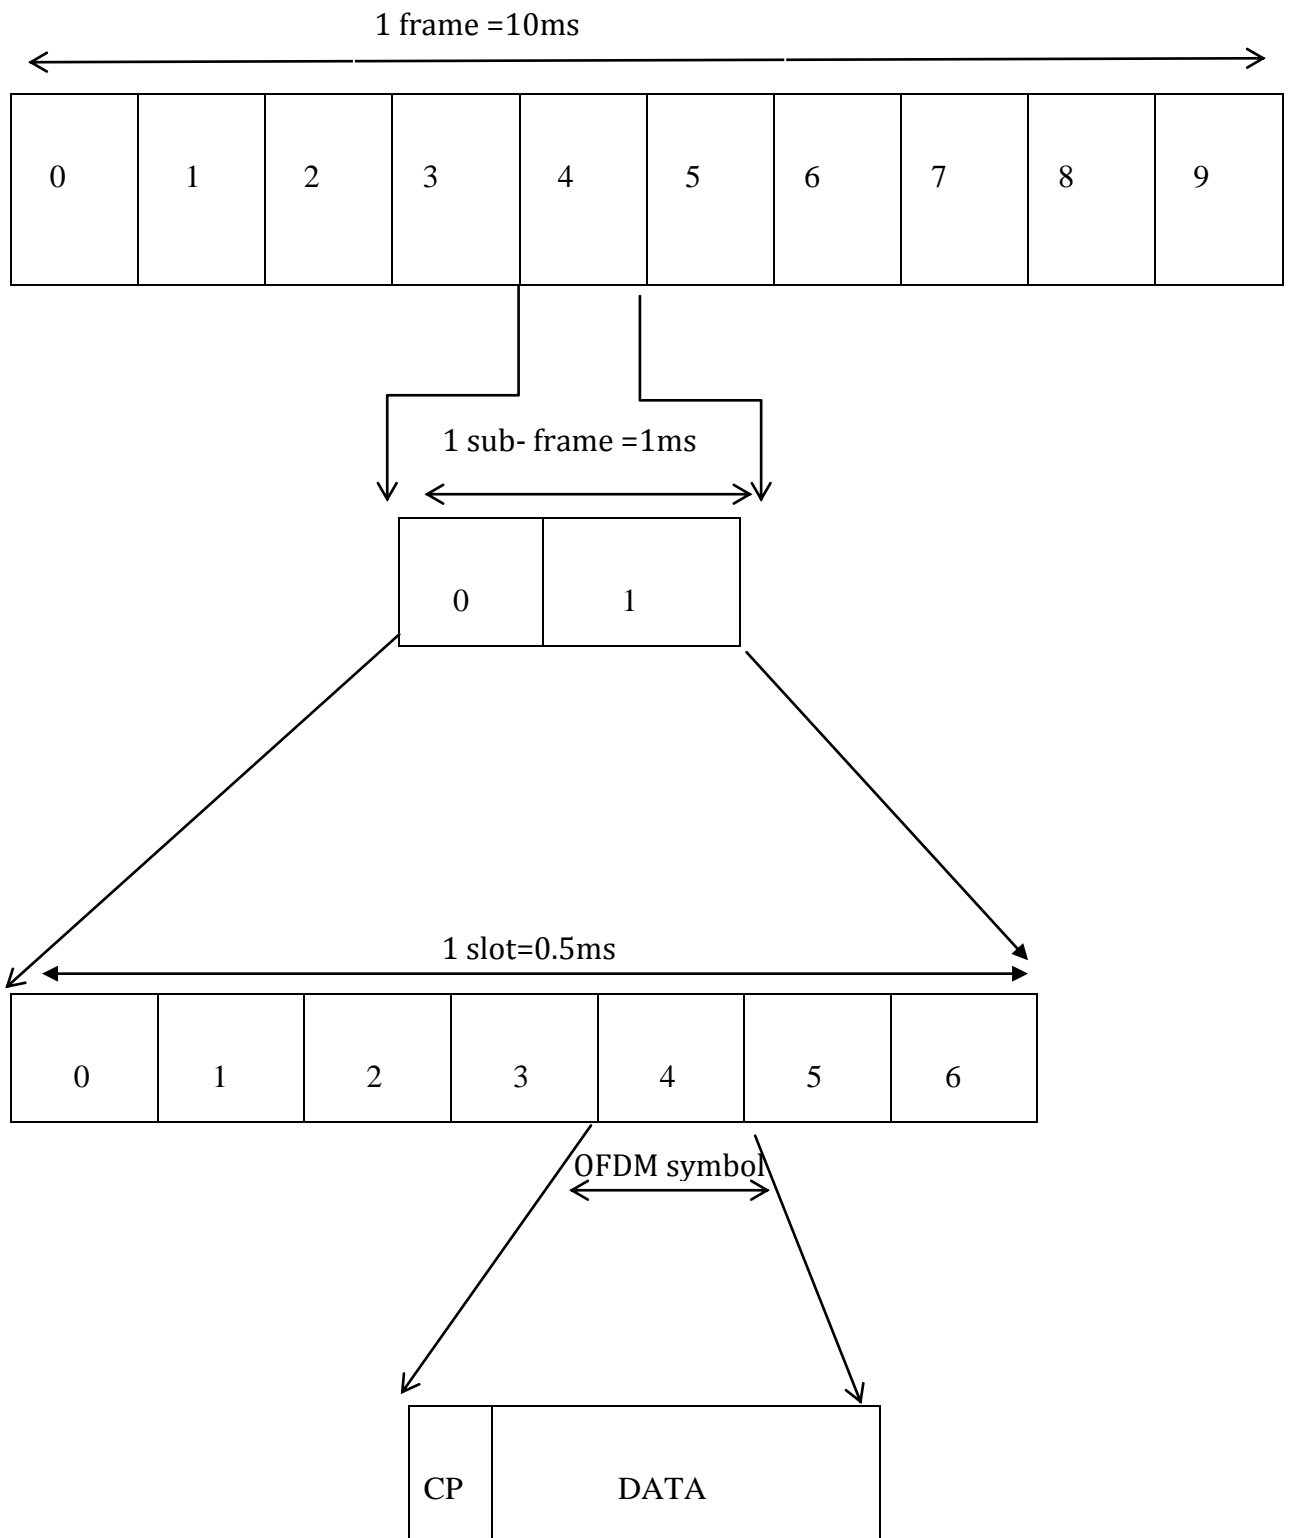 1 frame =10ms
0 1 2 3 4 5 6 7 8 9
1 sub- frame =1ms
0 1
1 slot=0.5ms
0 1 2 3 4 5 6
OFDM symbol
CP DATA